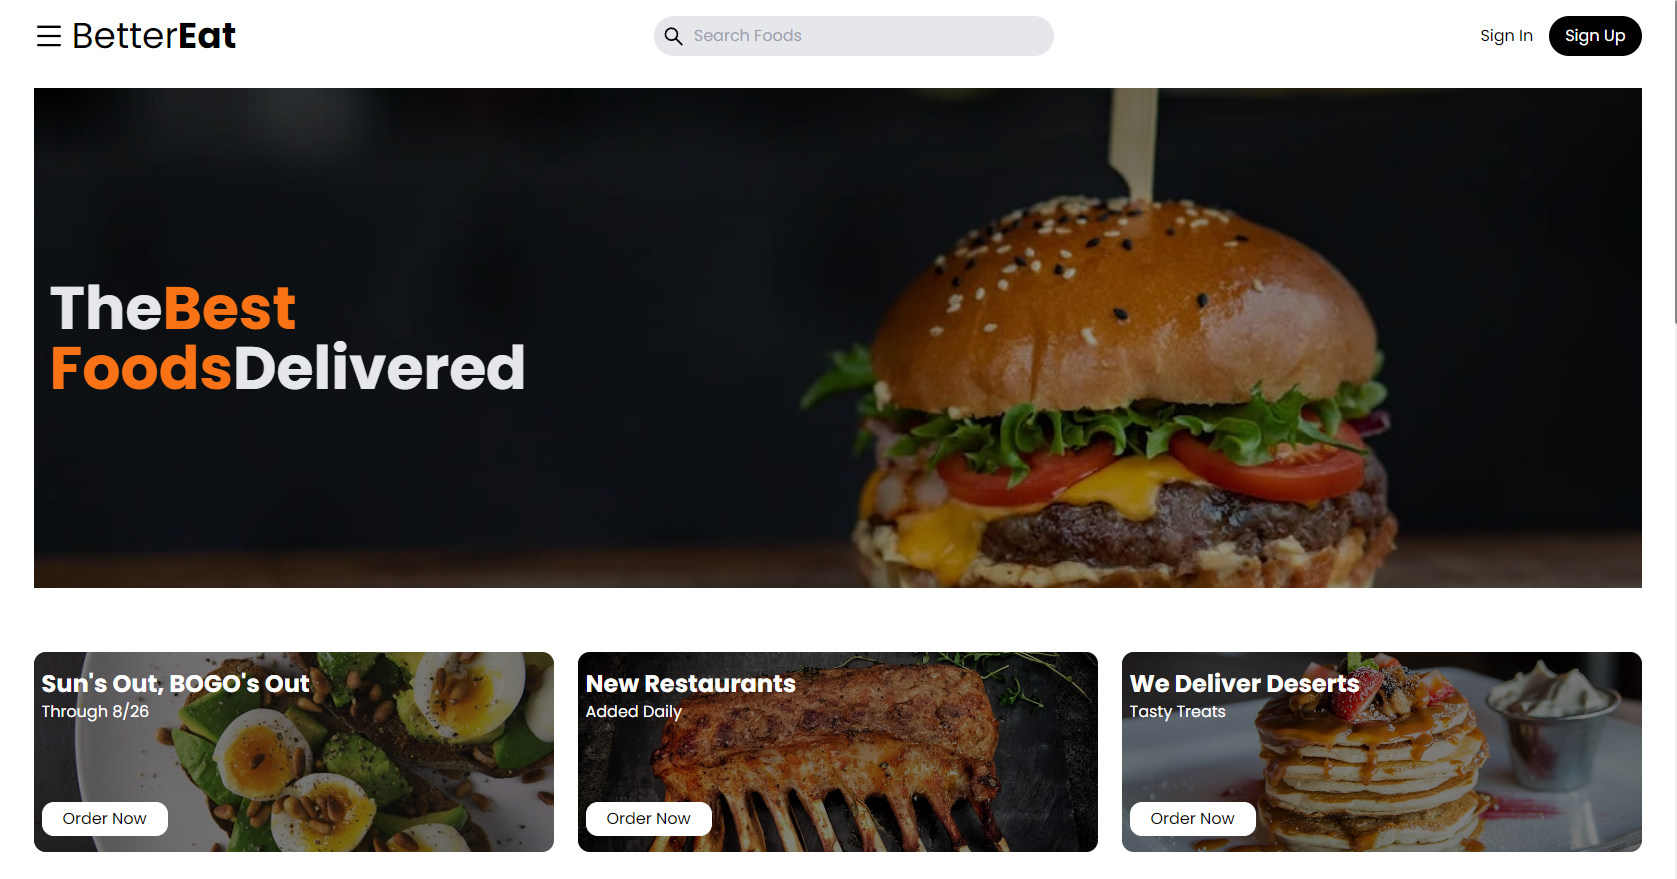 BetterEat
Search Foods
Sign In
Sign Up
TheBest
FoodsDelivered
Sun's Out, BOGO's Out
Through 8/26
Order Now
New Restaurants
Added Daily
Order Now
We Deliver Deserts
Tasty Treats
Order Now